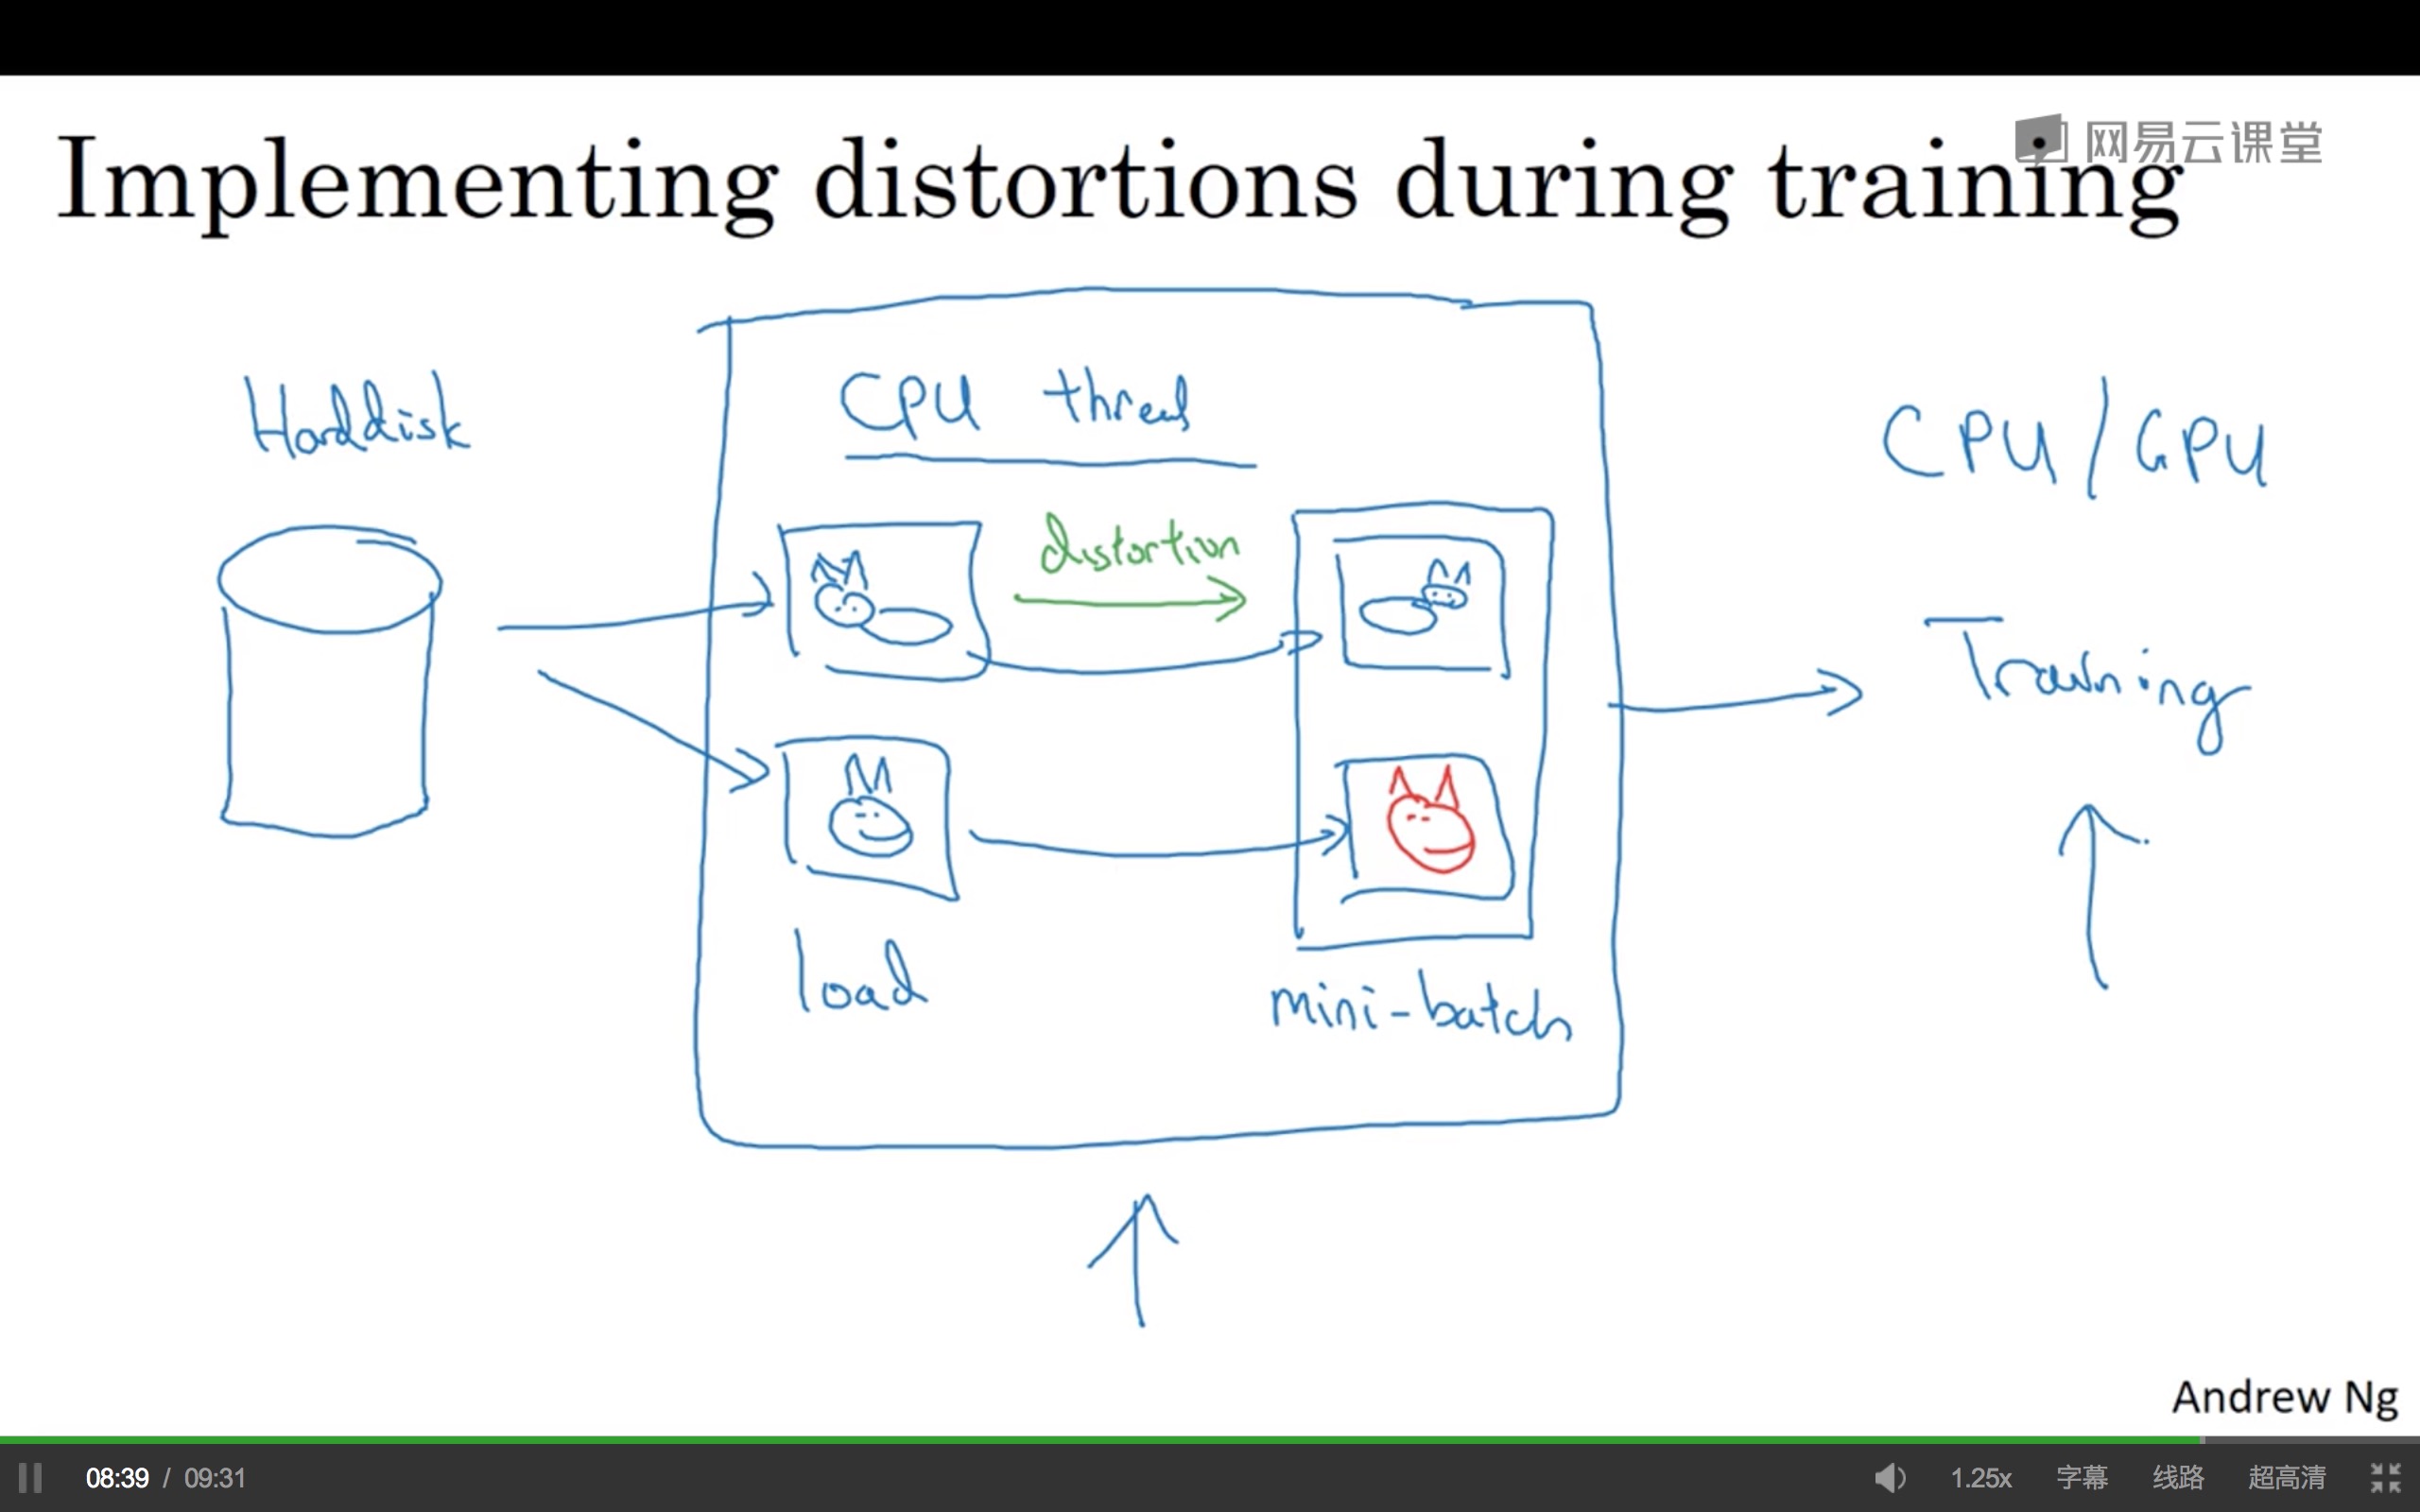 网易云课堂
Implementing distortions during training
Harddisk
CPU thread
CPU/GPU
distortion
Training
load
mini-batch
Andrew Ng
08:39 / 09:31
1.25x 字幕 线路 超高清